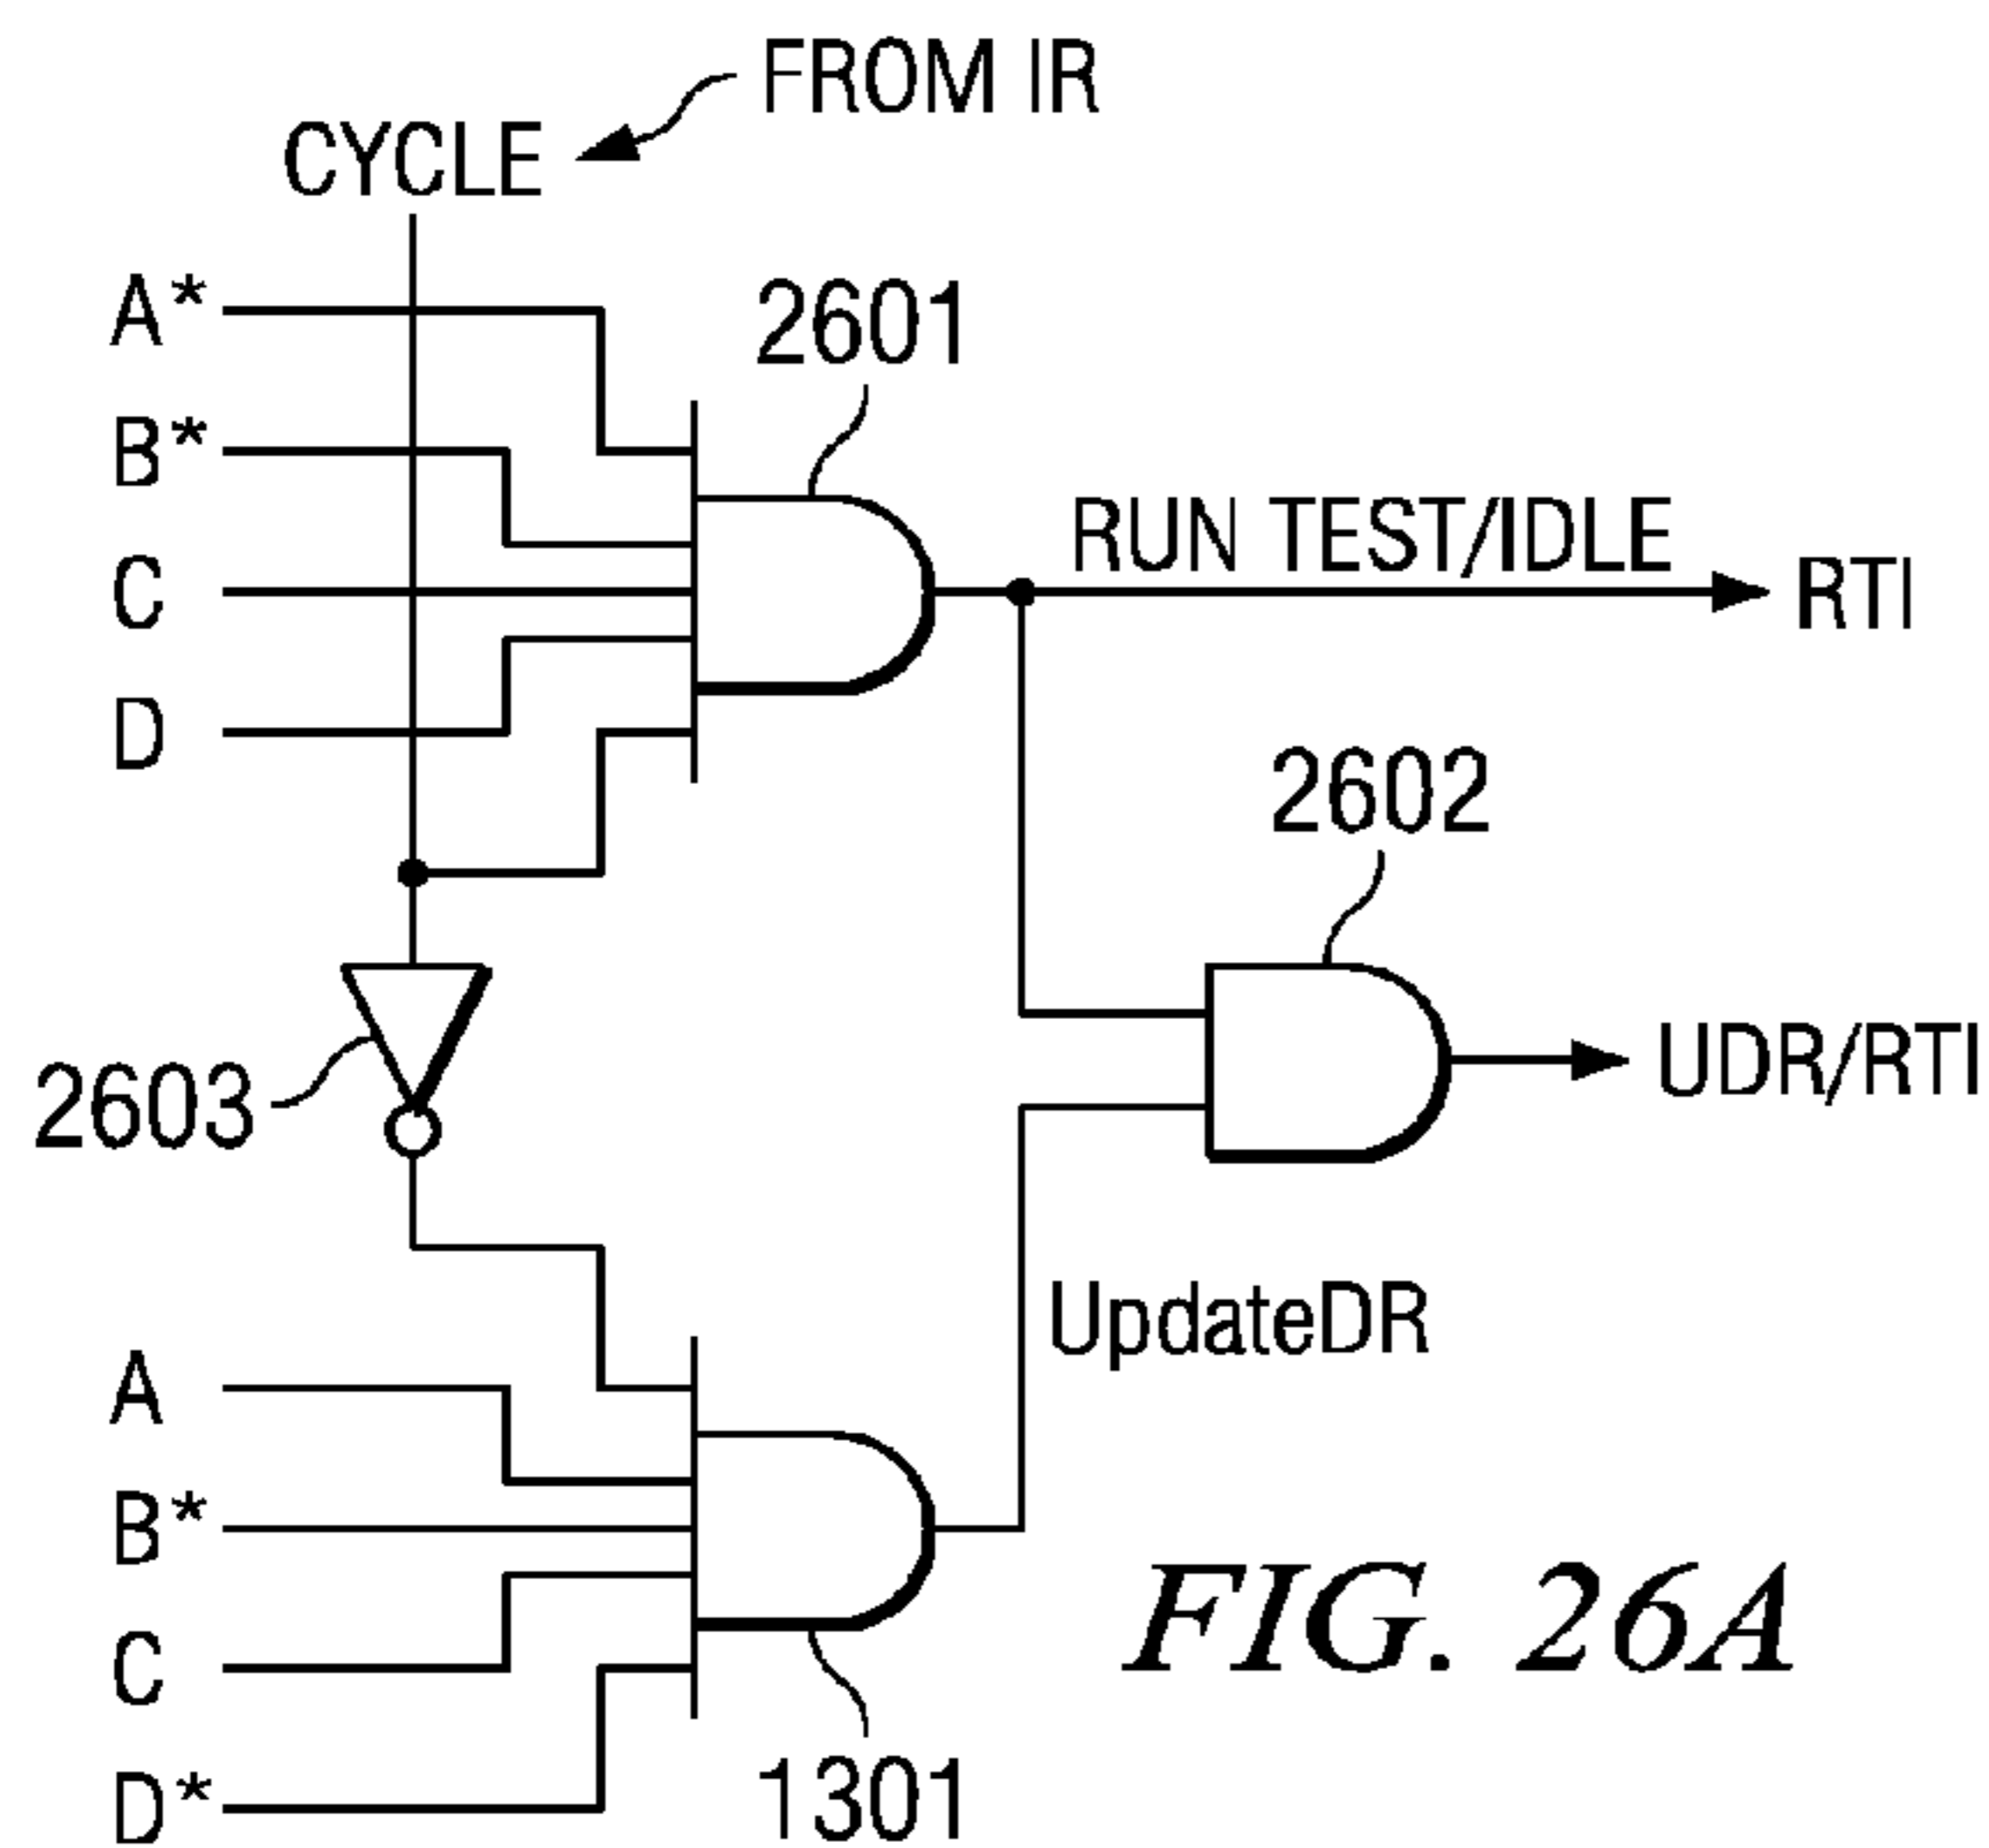 FROM IR
CYCLE
A*
2601
B*
RUN TEST/IDLE
C
RTI
D
2602
UDR/RTI
2603
UpdateDR
A
B*
C
1301
D*
FIG. 26A